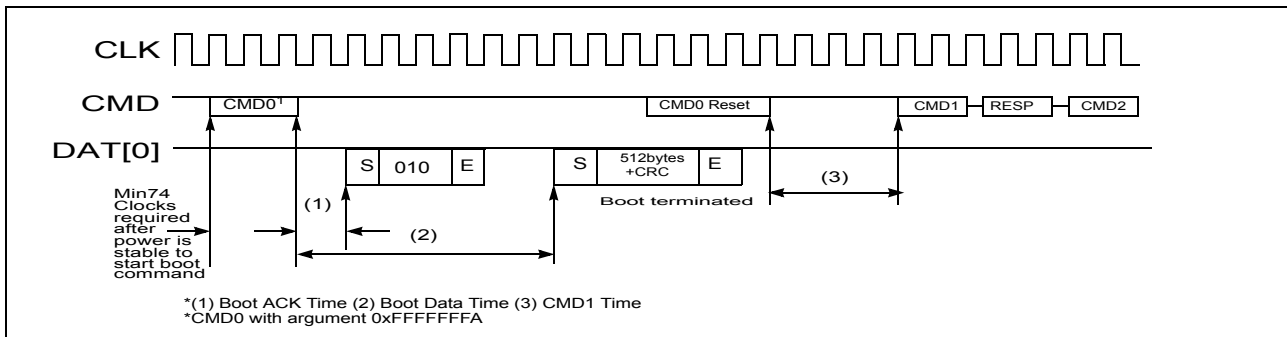 CLK
CMD
CMD0¹
CMD0 Reset
CMD1
RESP
CMD2
DAT[0]
S
010
E
S
512bytes
+CRC
E
Min74
Clocks
required
after
power is
stable to
start boot
command
(1)
(2)
Boot terminated
(3)
*(1) Boot ACK Time (2) Boot Data Time (3) CMD1 Time
*CMD0 with argument 0xFFFFFFFA